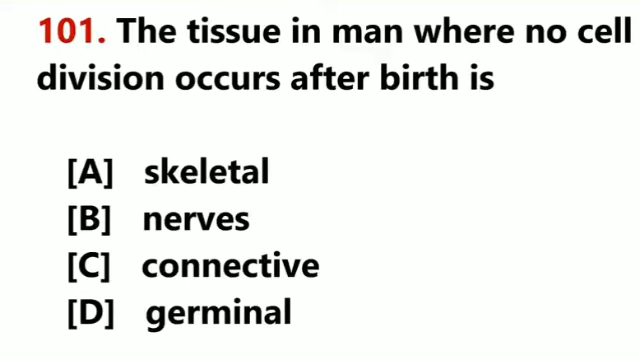 101. The tissue in man where no cell
division occurs after birth is
[A] skeletal
[B] nerves
[C] connective
[D] germinal